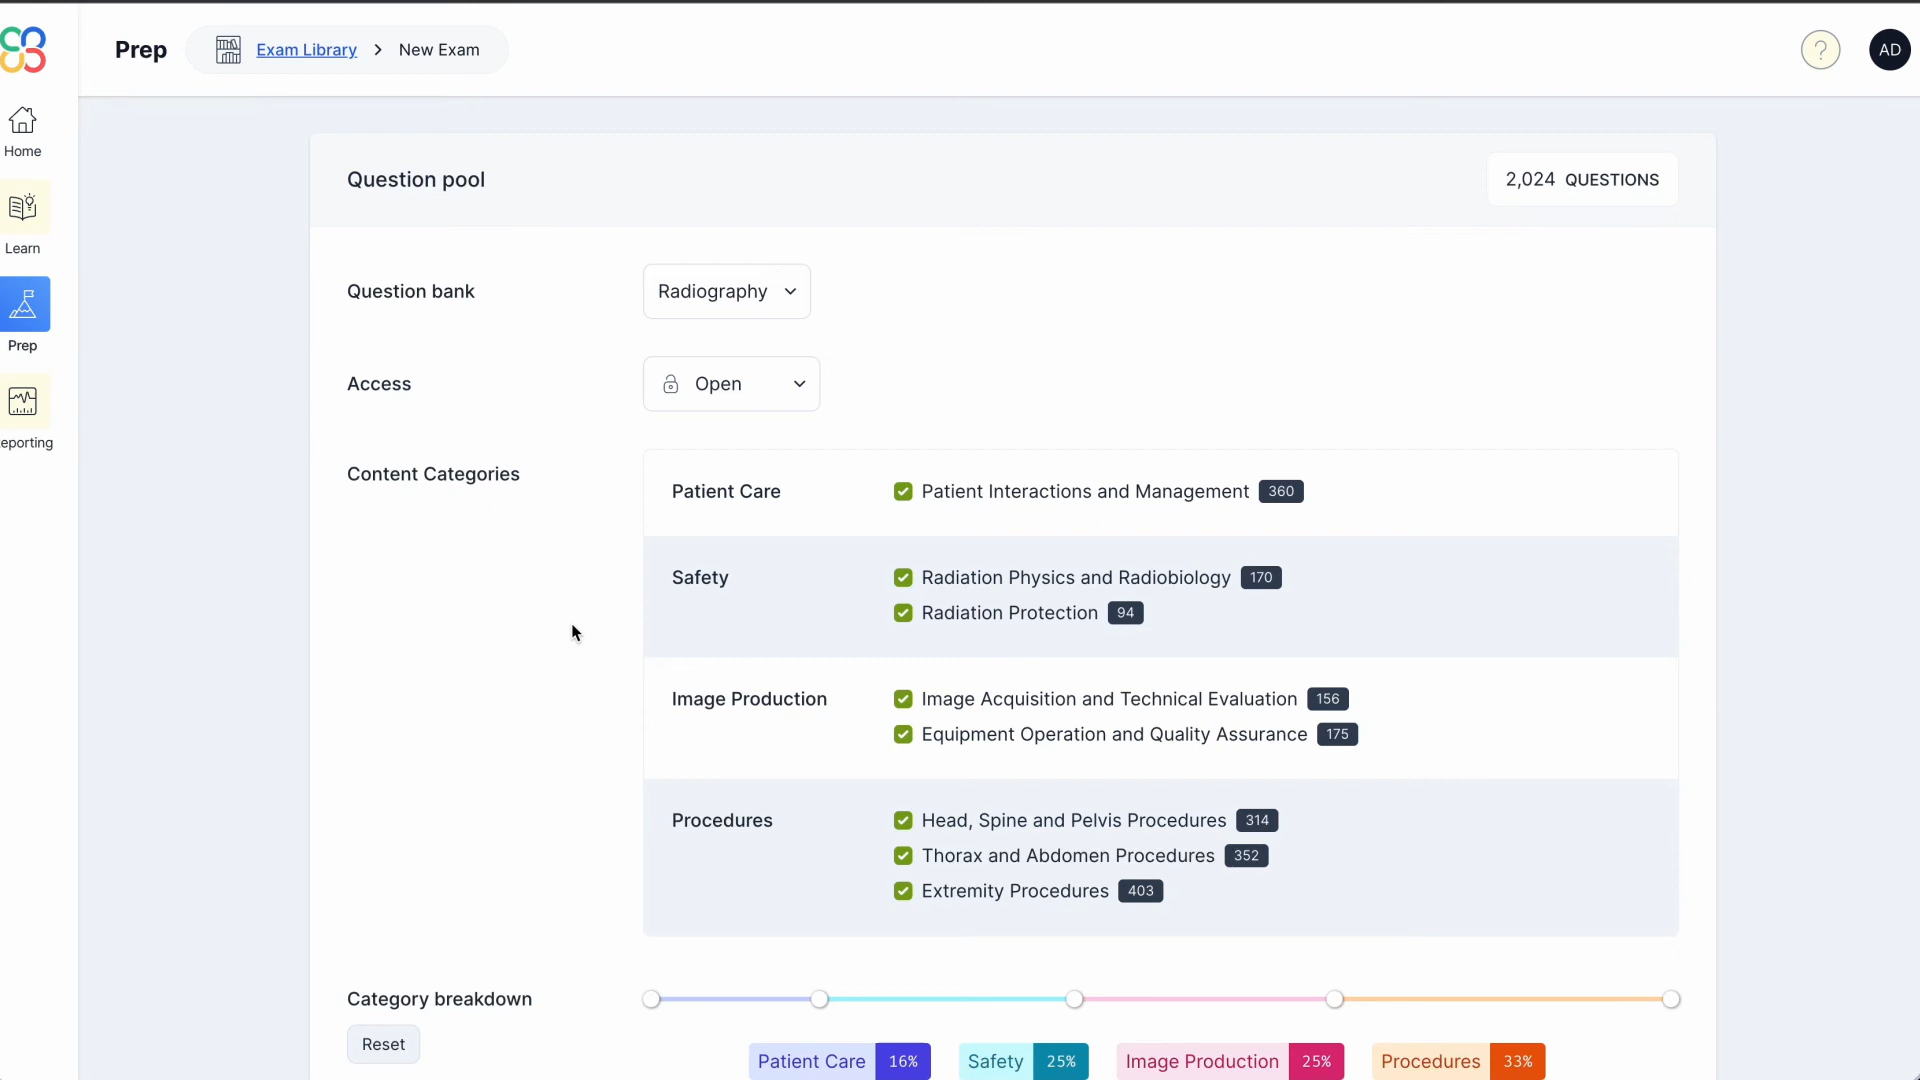 Prep
Exam Library > New Exam
?
AD
Home
Learn
Prep
eporting
Question pool
2,024 QUESTIONS
Question bank
Radiography
Access
Open
Content Categories
Patient Care
Patient Interactions and Management 360
Safety
Radiation Physics and Radiobiology 170
Radiation Protection 94
Image Production
Image Acquisition and Technical Evaluation 156
Equipment Operation and Quality Assurance 175
Procedures
Head, Spine and Pelvis Procedures 314
Thorax and Abdomen Procedures 352
Extremity Procedures 403
Category breakdown
Reset
Patient Care 16% Safety 25% Image Production 25% Procedures 33%